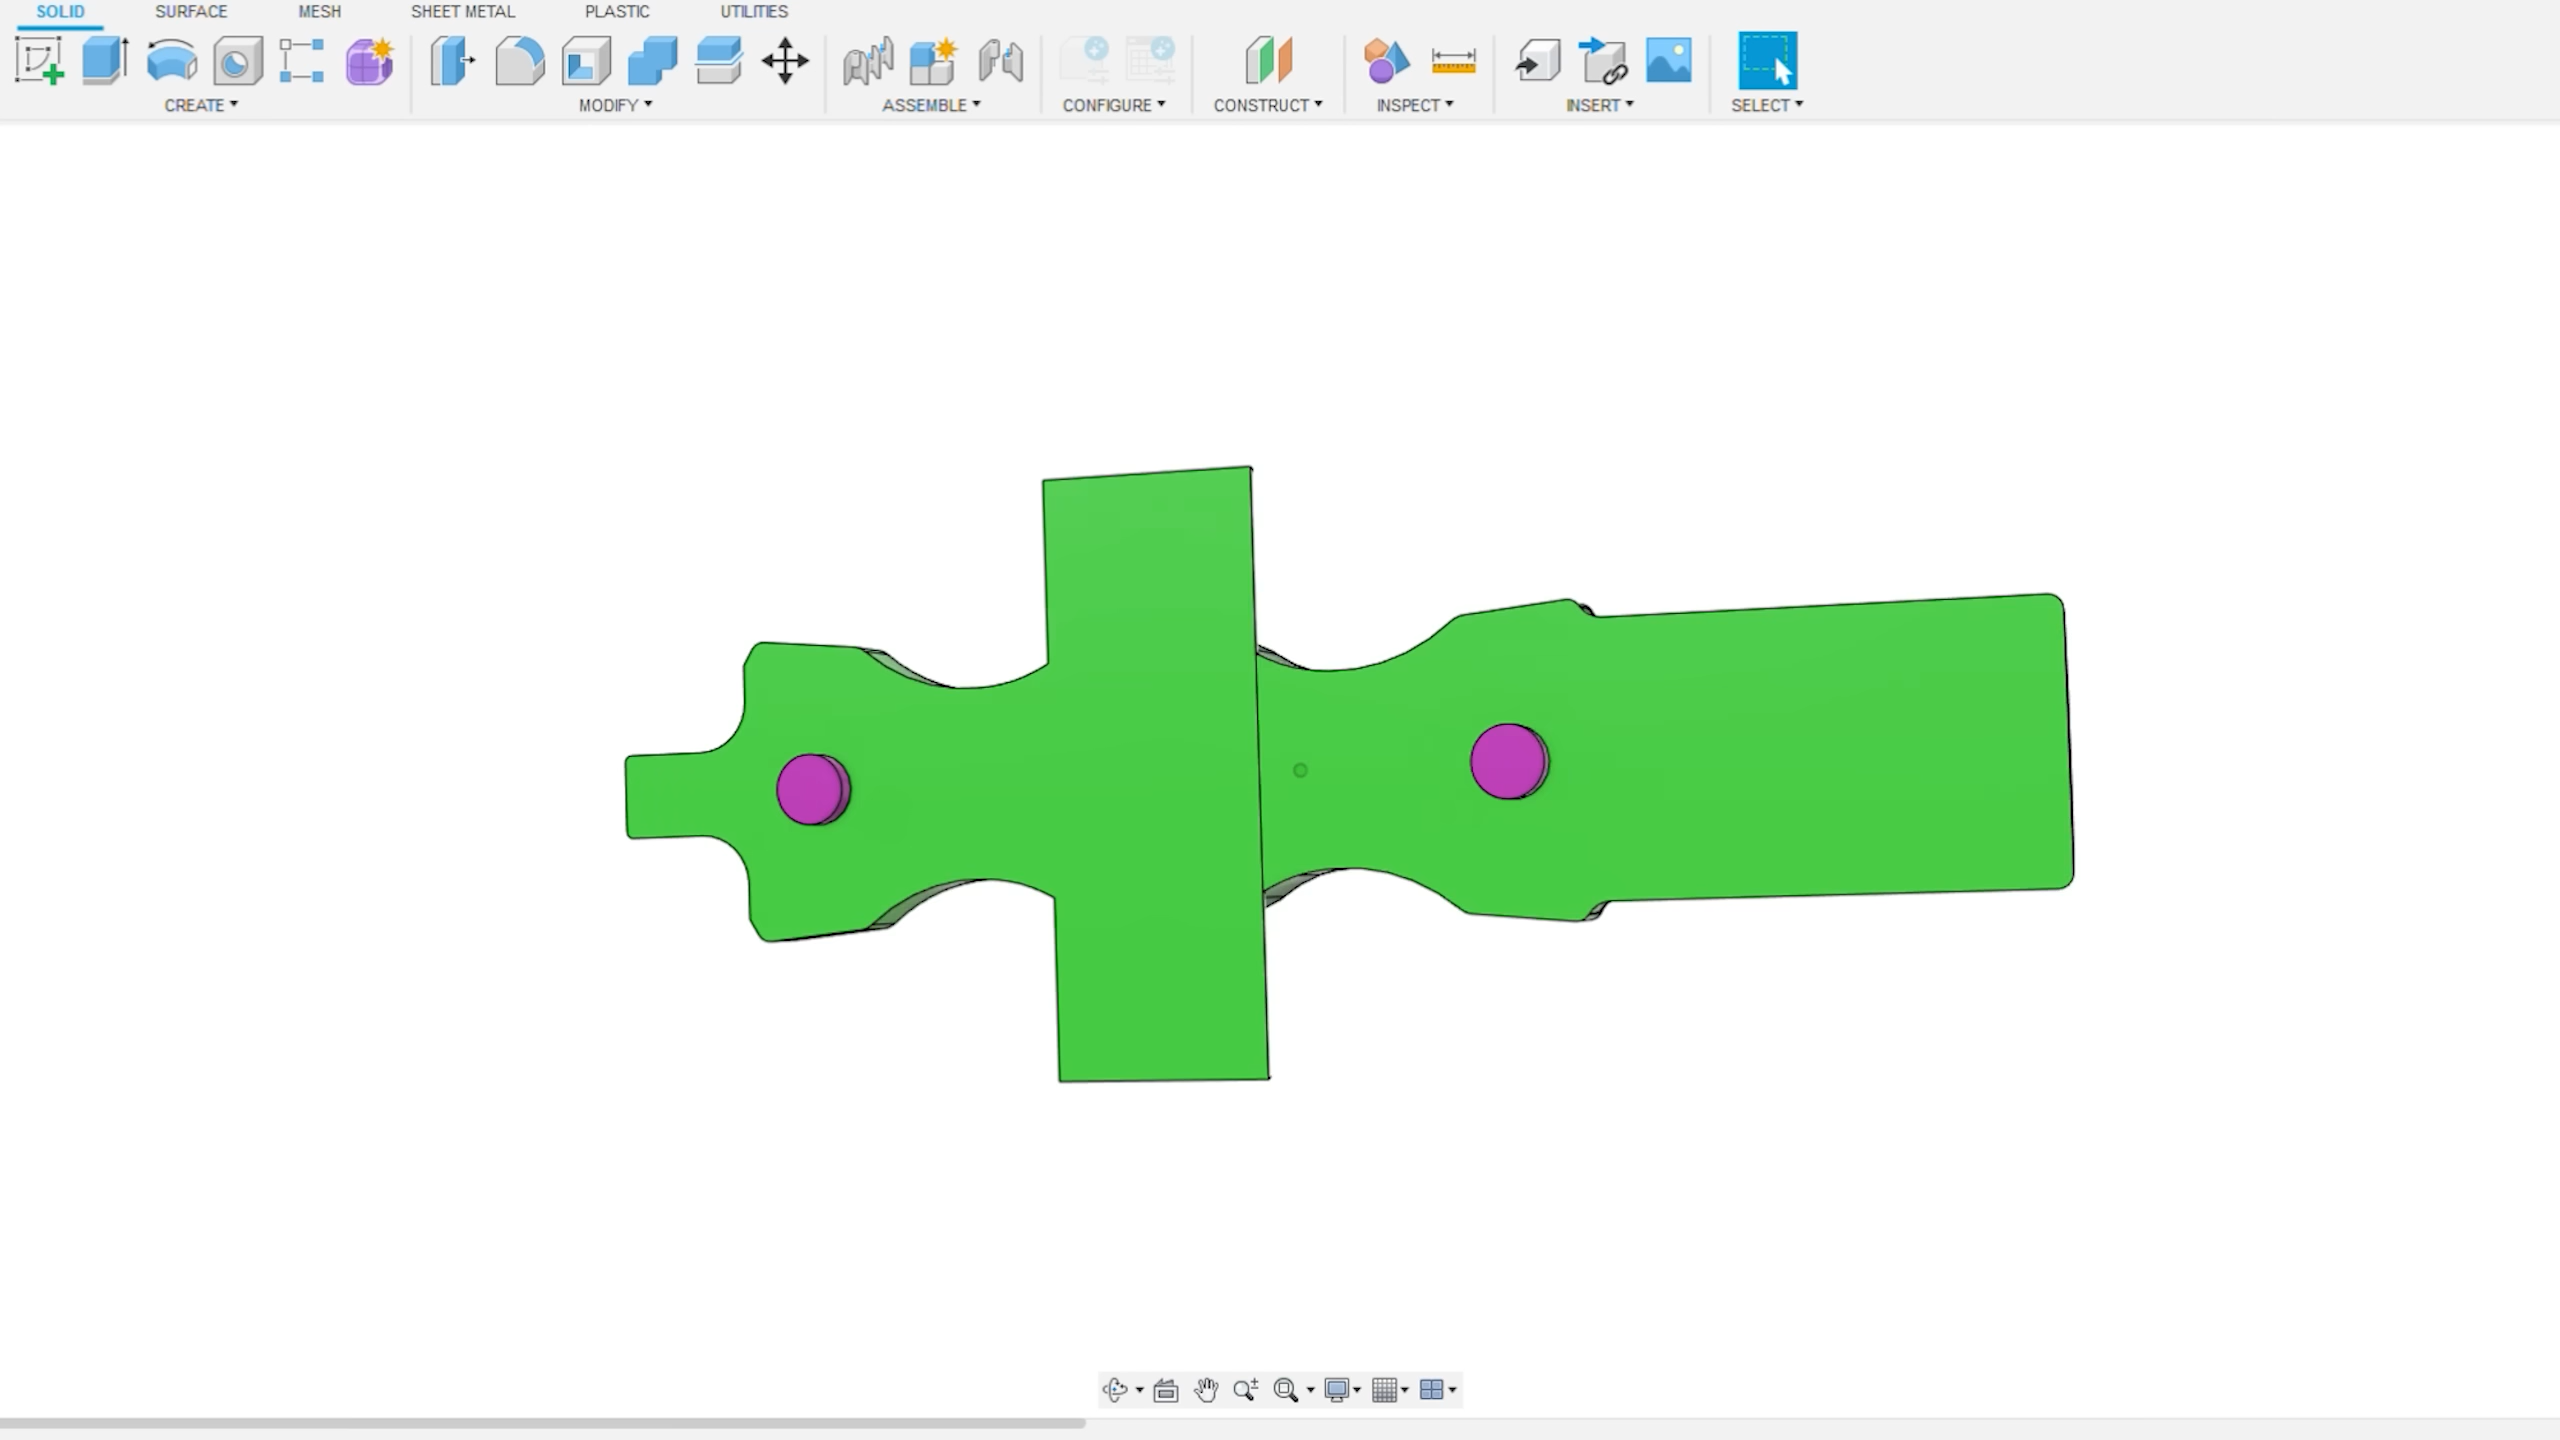 SOLID SURFACE MESH SHEET METAL PLASTIC UTILITIES
CREATE MODIFY ASSEMBLE CONFIGURE CONSTRUCT INSPECT INSERT SELECT